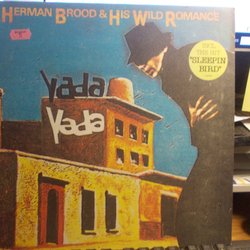 HERMAN BROOD & HIS WILD ROMANCE
Yada
Yada
INCL.
THE HIT
"SLEEPIN
BIRD"